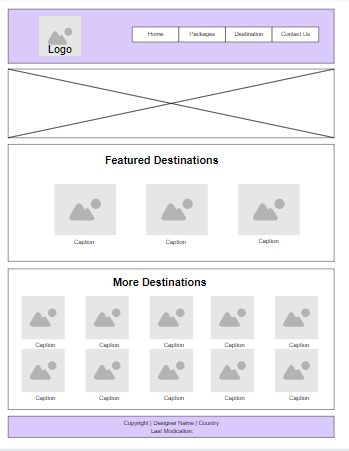 Logo
Home Packages Destination Contact Us
Featured Destinations
Caption Caption Caption
More Destinations
Caption Caption Caption Caption Caption
Caption Caption Caption Caption Caption
Copyright | Designer Name | Country
Last Modication: